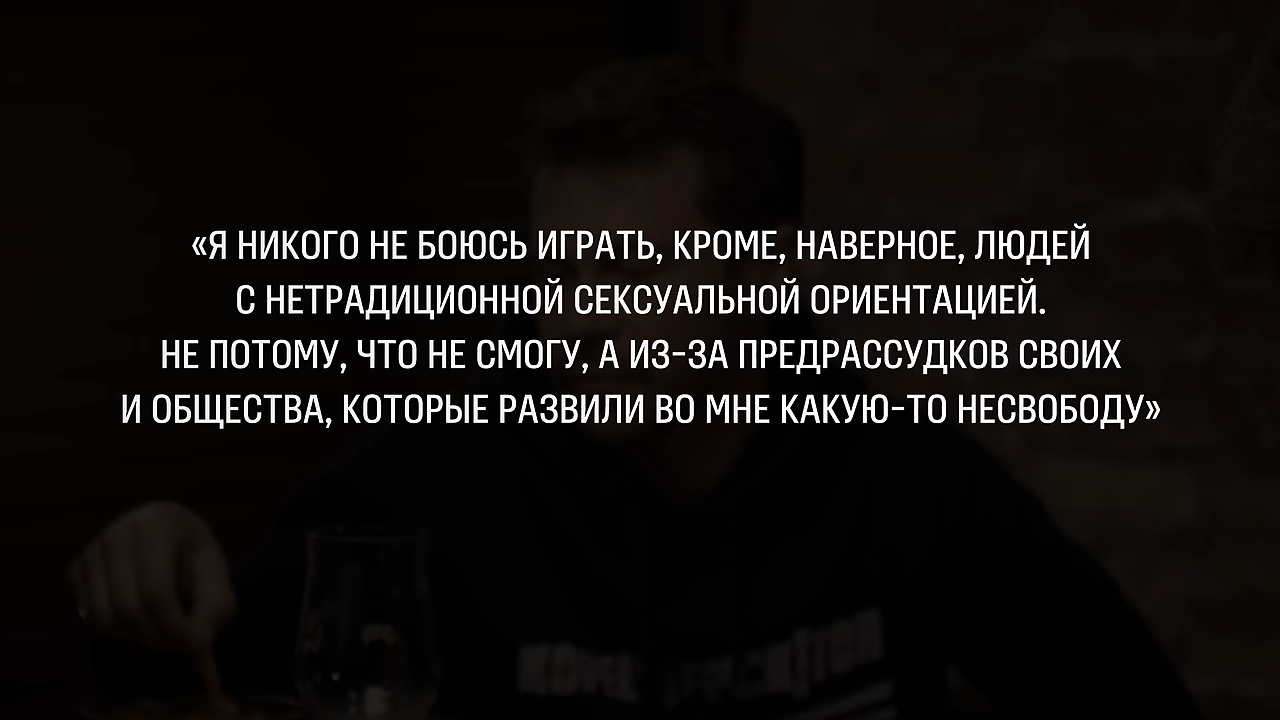 «Я НИКОГО НЕ БОЮСЬ ИГРАТЬ, КРОМЕ, НАВЕРНОЕ, ЛЮДЕЙ
С НЕТРАДИЦИОННОЙ СЕКСУАЛЬНОЙ ОРИЕНТАЦИЕЙ.
НЕ ПОТОМУ, ЧТО НЕ СМОГУ, А ИЗ-ЗА ПРЕДРАССУДКОВ СВОИХ
И ОБЩЕСТВА, КОТОРЫЕ РАЗВИЛИ ВО МНЕ КАКУЮ-ТО НЕСВОБОДУ»